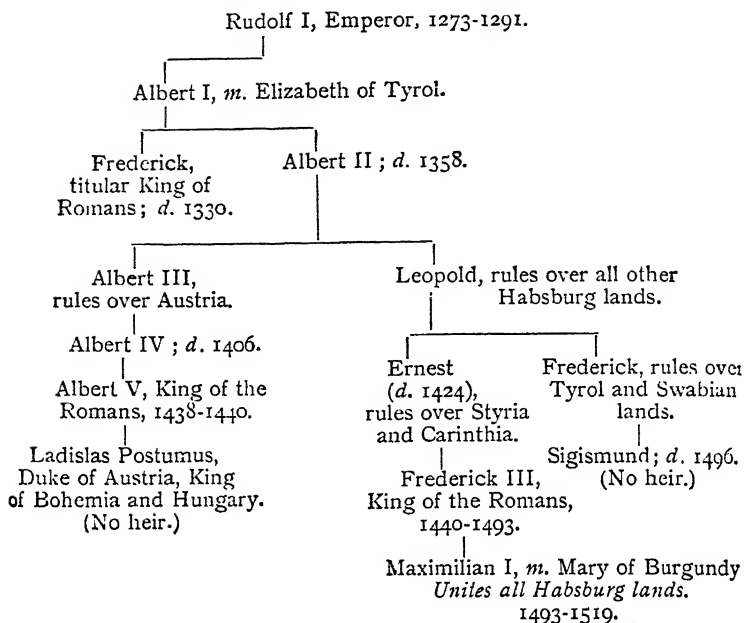 Rudolf I, Emperor, 1273-1291.
Albert I, m. Elizabeth of Tyrol.
Frederick,
titular King of
Romans; d. 1330.
Albert II; d. 1358.
Albert III,
rules over Austria.
Leopold, rules over all other
Habsburg lands.
Albert IV; d. 1406.
Albert V, King of the
Romans, 1438-1440.
Ladislas Postumus,
Duke of Austria, King
of Bohemia and Hungary.
(No heir.)
Ernest
(d. 1424),
rules over Styria
and Carinthia.
Frederick, rules over
Tyrol and Swabian
lands.
Sigismund; d. 1496.
(No heir.)
Frederick III,
King of the Romans,
1440-1493.
Maximilian I, m. Mary of Burgundy
Unites all Habsburg lands.
1493-1519.